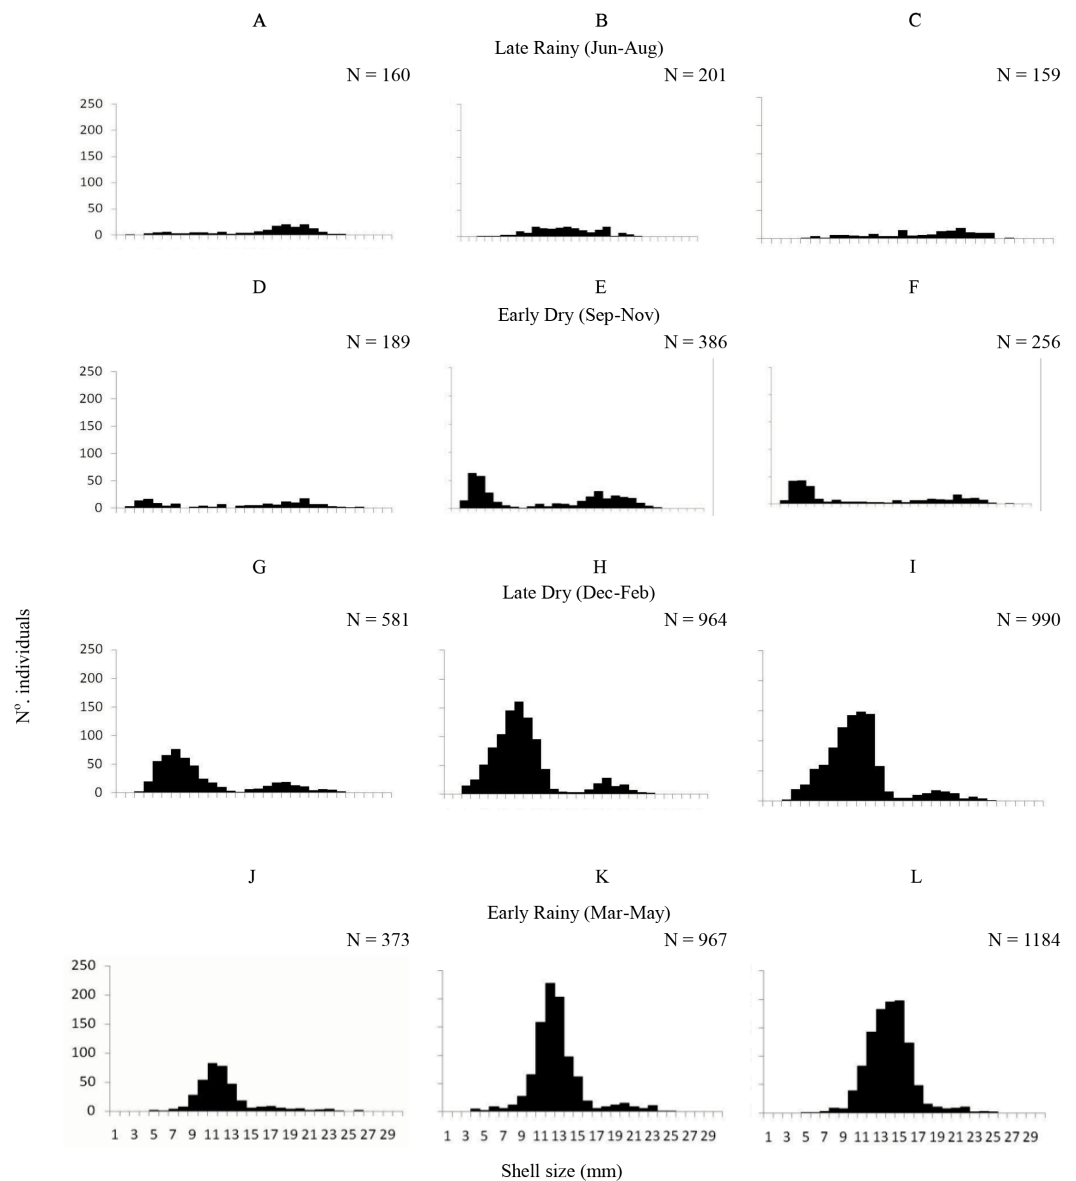 A B C
Late Rainy (Jun-Aug)
N = 160 N = 201 N = 159
250
200
150
100
50
0
D E F
Early Dry (Sep-Nov)
N = 189 N = 386 N = 256
250
200
150
100
50
0
G H I
Late Dry (Dec-Feb)
N = 581 N = 964 N = 990
250
200
150
100
50
0
Nº. individuals
J K L
Early Rainy (Mar-May)
N = 373 N = 967 N = 1184
250
200
150
100
50
0
1 3 5 7 9 11 13 15 17 19 21 23 25 27 29 1 3 5 7 9 11 13 15 17 19 21 23 25 27 29 1 3 5 7 9 11 13 15 17 19 21 23 25 27 29
Shell size (mm)